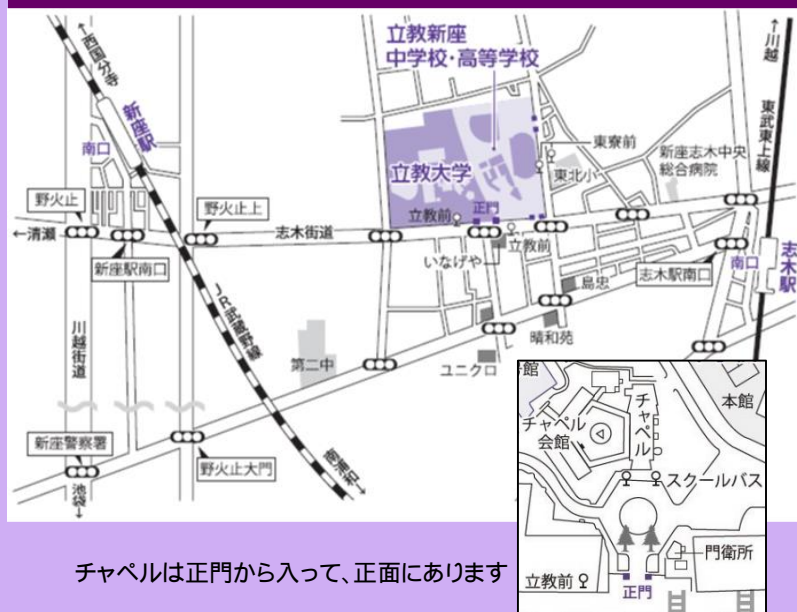 立教新座
中学校・高等学校
↑川越
東武東上線
↑西国分寺
新座駅
南口
東寮前
新座志木中央
総合病院
立教大学
東北小
野火止
野火止上
立教前
正門
←清瀬
志木街道
新座駅南口
立教前
いなげや
南口
志木駅
志木駅南口
島忠
JR武蔵野線
川越街道
晴和苑
第二中
ユニクロ
新座警察署
野火止大門
南浦和→
池袋↓
館
チャペル
本館
チャペル
会館
スクールバス
門衛所
立教前
正門
チャペルは正門から入って、正面にあります